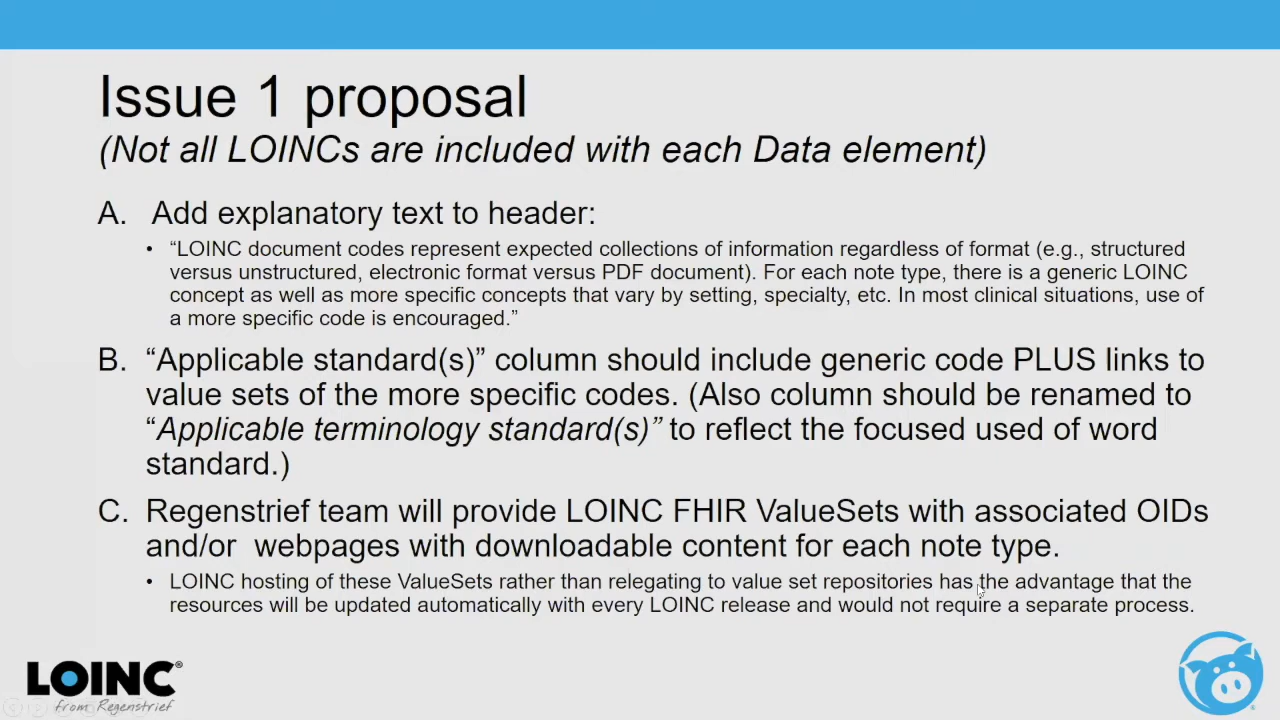 Issue 1 proposal
(Not all LOINCs are included with each Data element)
A. Add explanatory text to header:
• “LOINC document codes represent expected collections of information regardless of format (e.g., structured
versus unstructured, electronic format versus PDF document). For each note type, there is a generic LOINC
concept as well as more specific concepts that vary by setting, specialty, etc. In most clinical situations, use of
a more specific code is encouraged.”
B. “Applicable standard(s)” column should include generic code PLUS links to
value sets of the more specific codes. (Also column should be renamed to
“Applicable terminology standard(s)” to reflect the focused used of word
standard.)
C. Regenstrief team will provide LOINC FHIR ValueSets with associated OIDs
and/or webpages with downloadable content for each note type.
• LOINC hosting of these ValueSets rather than relegating to value set repositories has the advantage that the
resources will be updated automatically with every LOINC release and would not require a separate process.
LOINC®
from Regenstrief